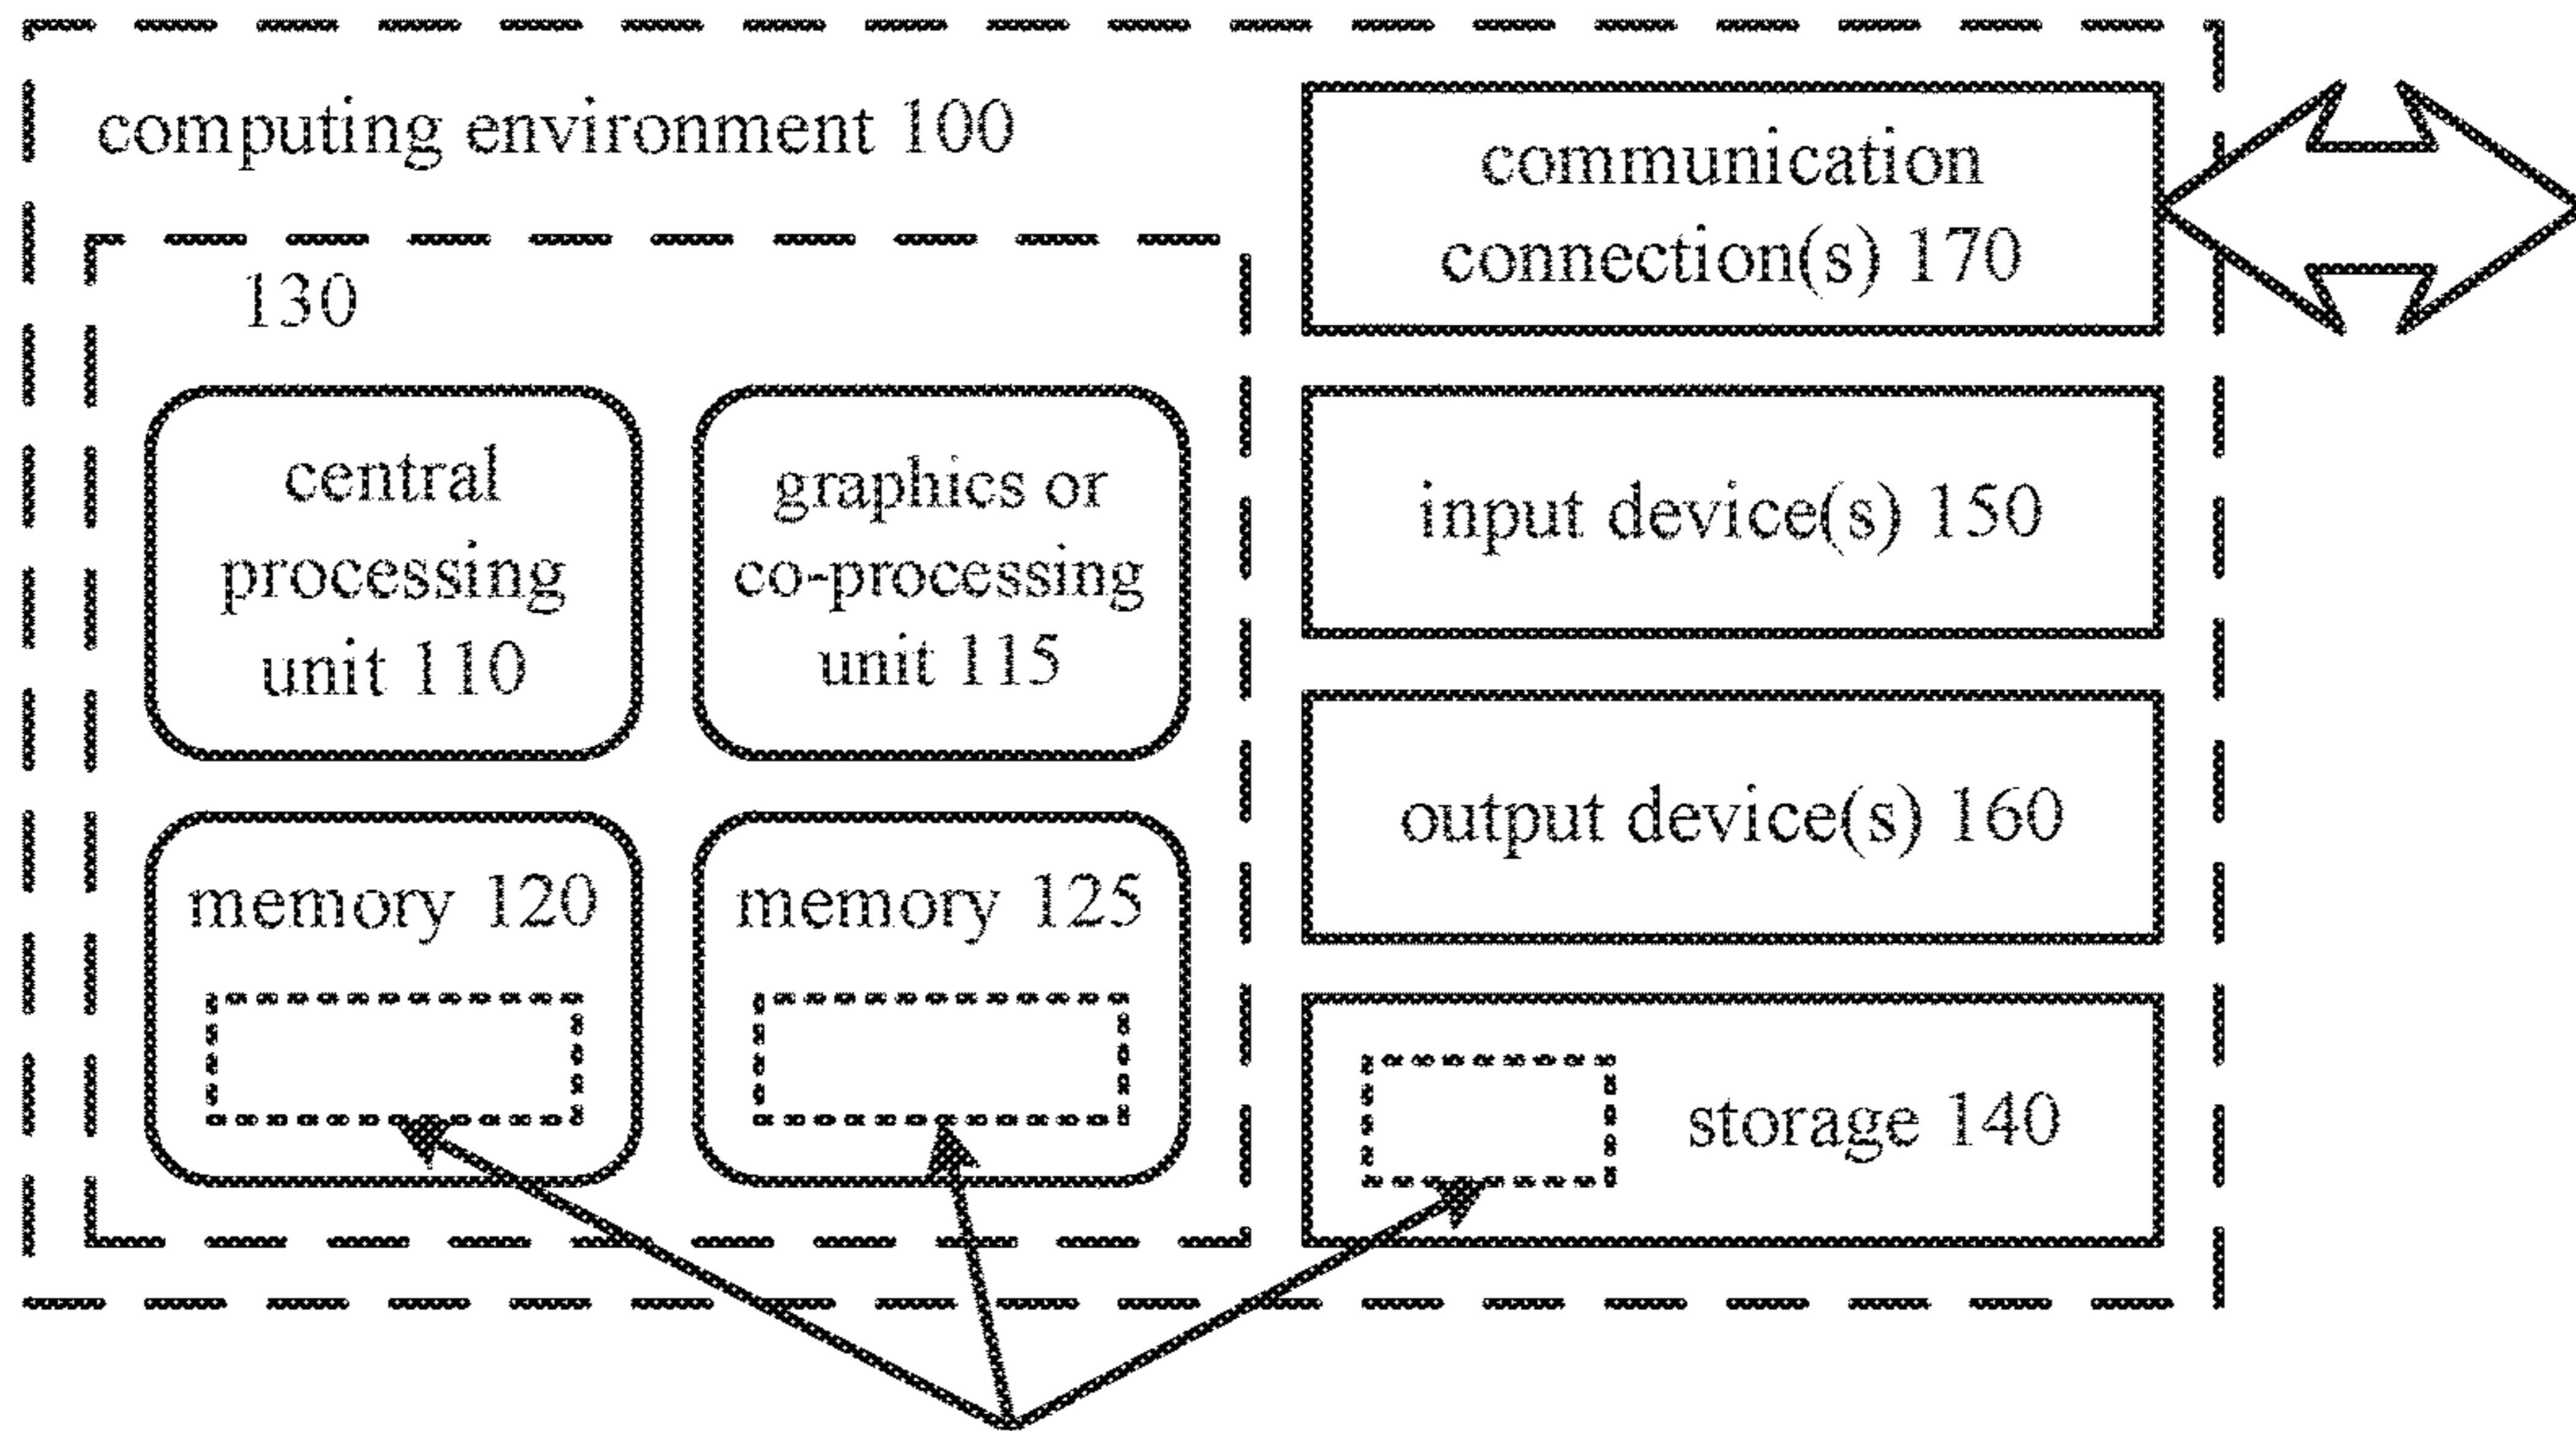 computing environment 100
130
central
processing
unit 110
graphics or
co-processing
unit 115
memory 120
memory 125
communication
connection(s) 170
input device(s) 150
output device(s) 160
storage 140